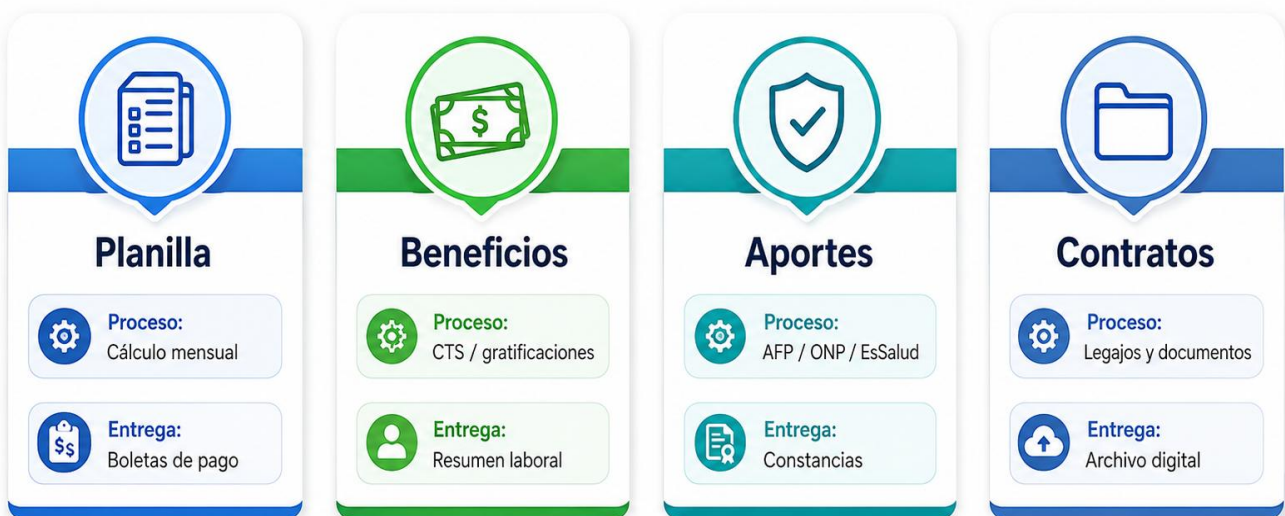 Planilla
Proceso:
Cálculo mensual
Entrega:
Boletas de pago
Beneficios
Proceso:
CTS / gratificaciones
Entrega:
Resumen laboral
Aportes
Proceso:
AFP / ONP / EsSalud
Entrega:
Constancias
Contratos
Proceso:
Legajos y documentos
Entrega:
Archivo digital